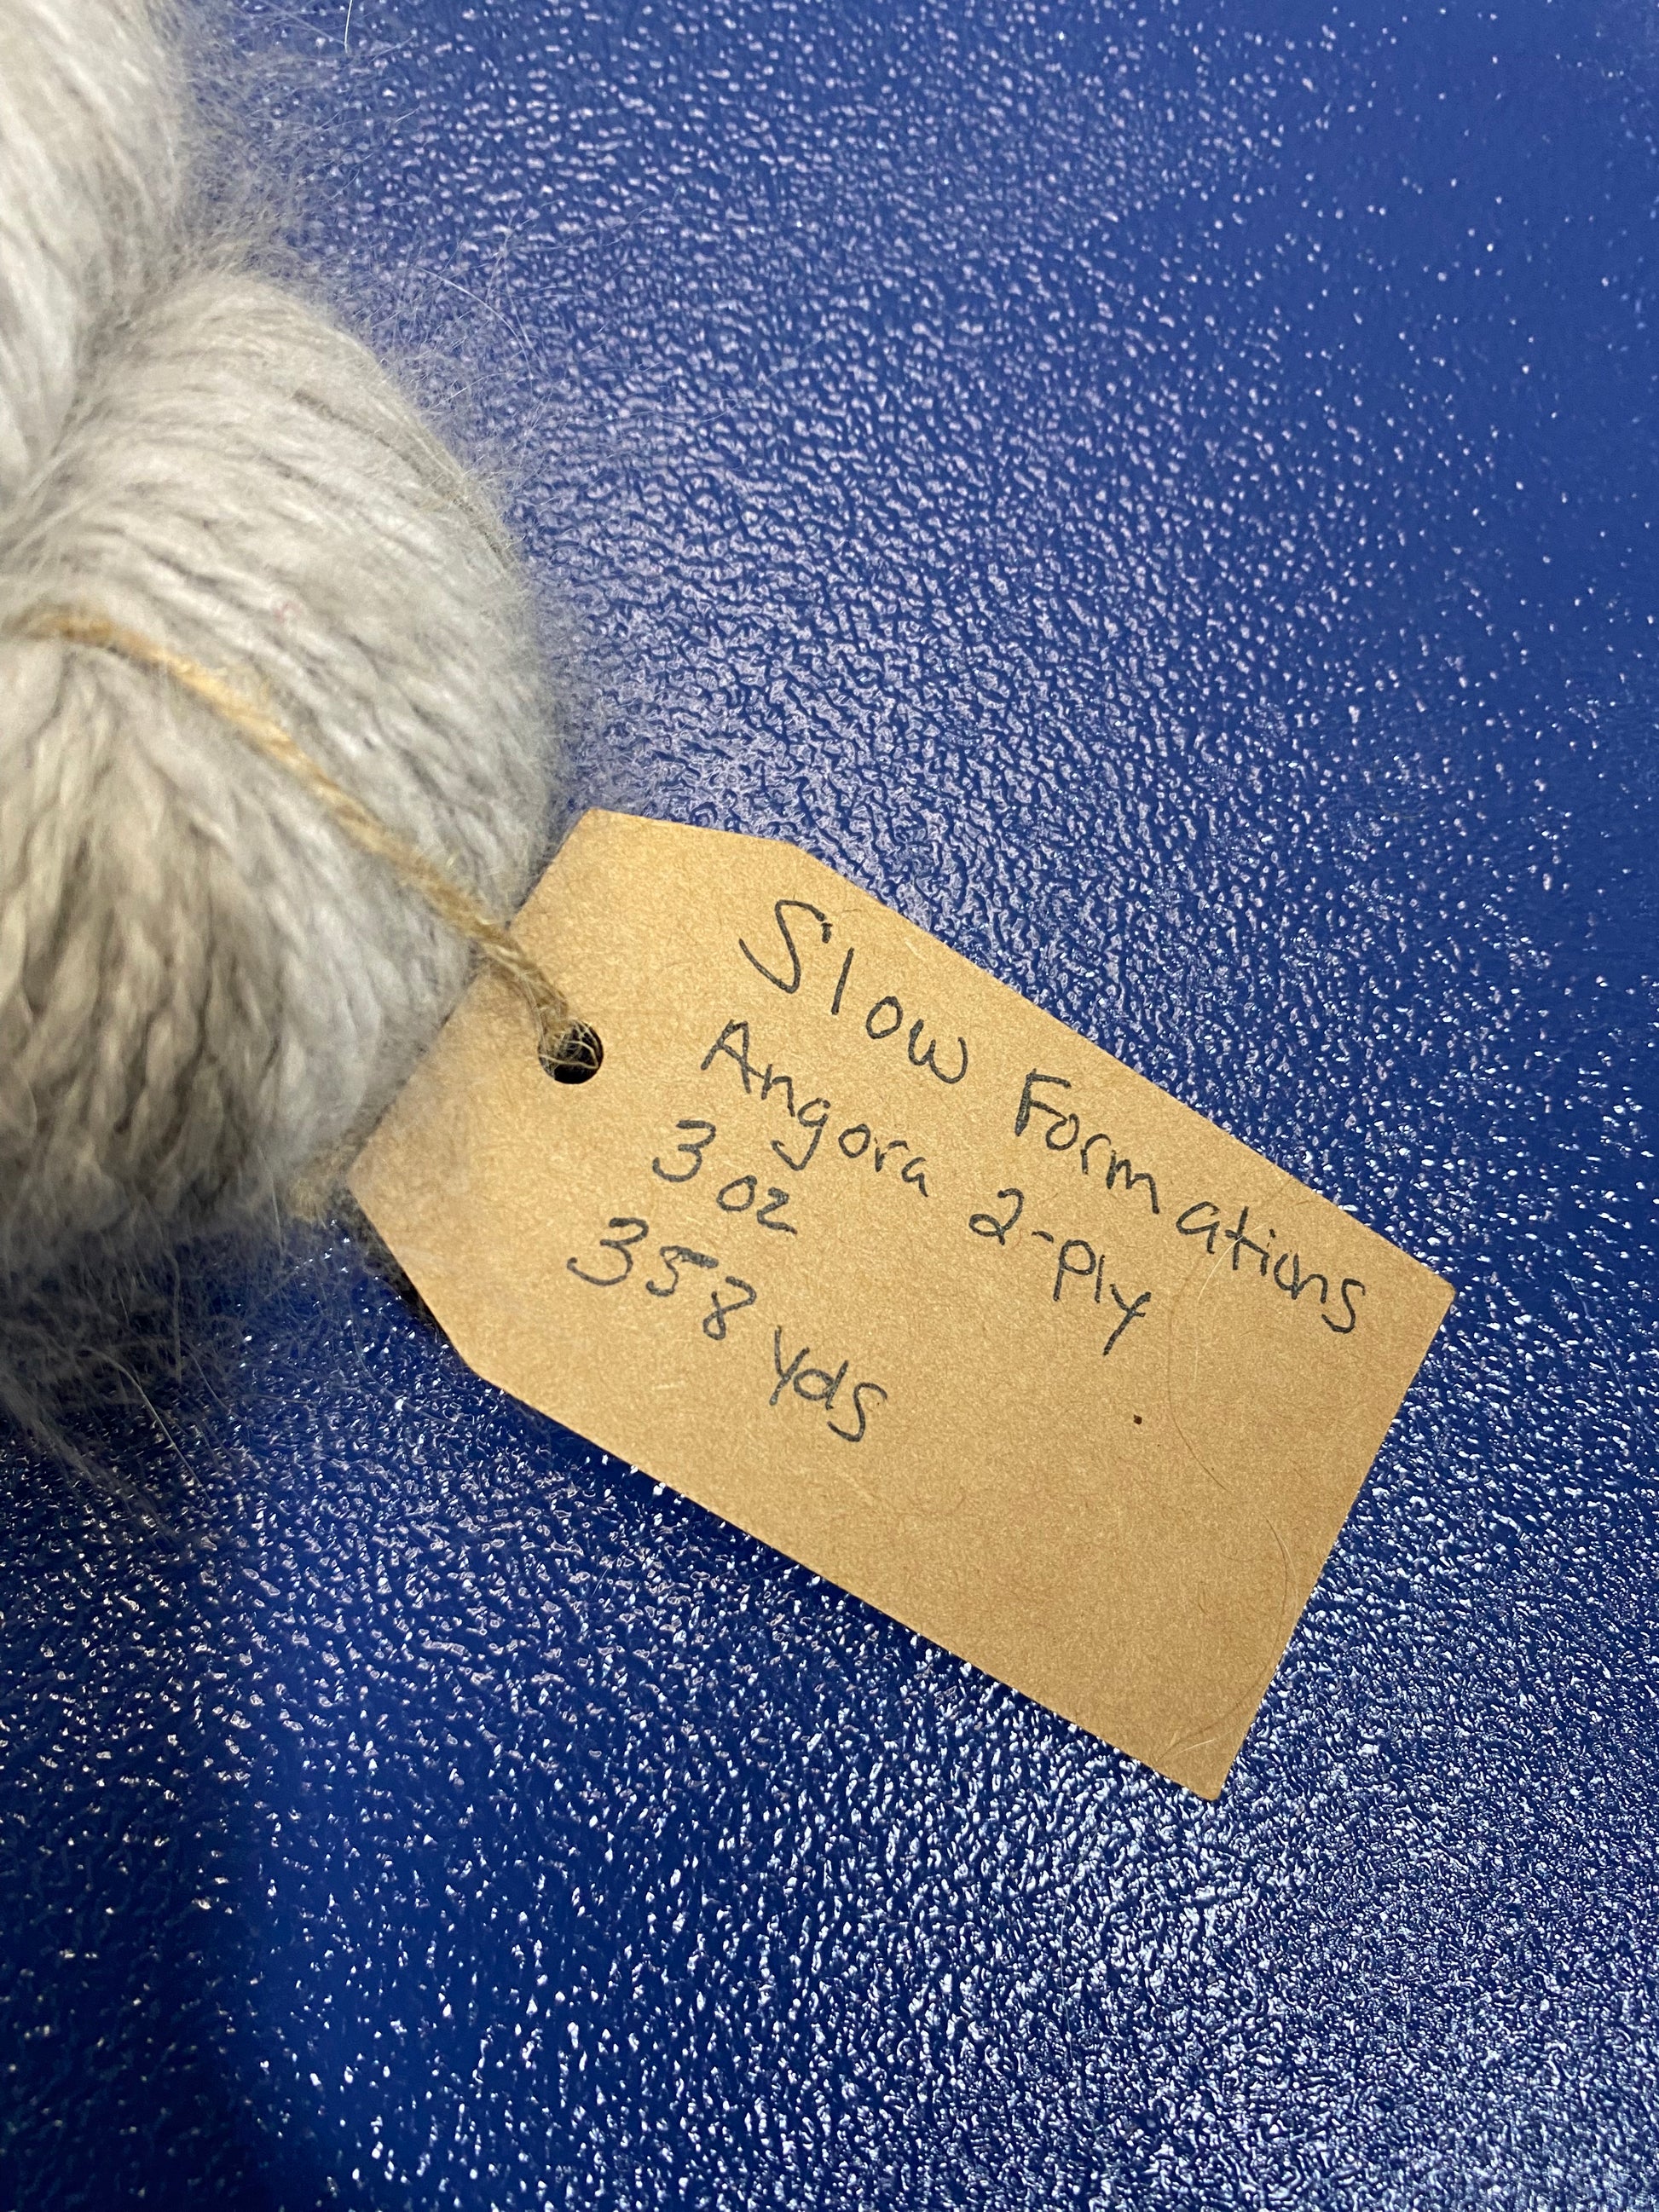 Slow Formations
Angora 2-Ply
3 oz
358 yds